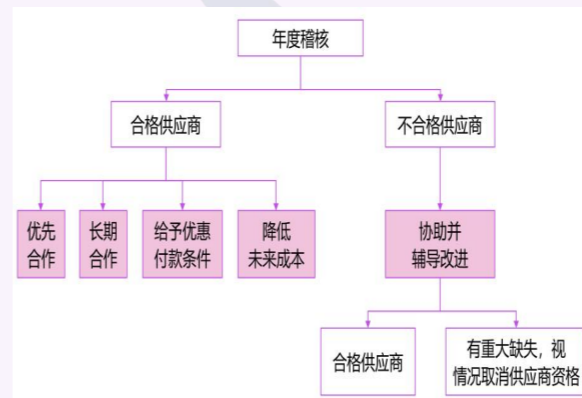 年度稽核
合格供应商
不合格供应商
优先
合作
长期
合作
给予优惠
付款条件
降低
未来成本
协助并
辅导改进
合格供应商
有重大缺失，视
情况取消供应商资格